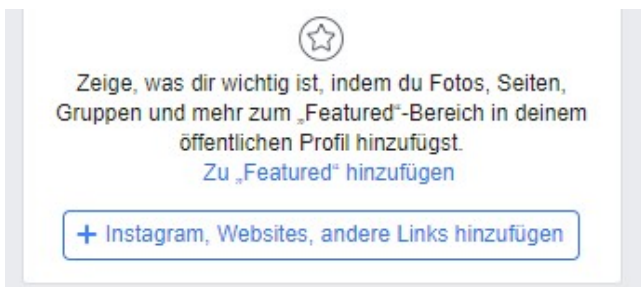 Zeige, was dir wichtig ist, indem du Fotos, Seiten,
Gruppen und mehr zum „Featured“-Bereich in deinem
öffentlichen Profil hinzufügst.
Zu „Featured“ hinzufügen
+ Instagram, Websites, andere Links hinzufügen